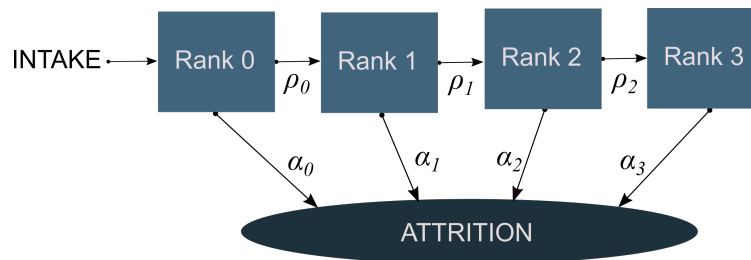 INTAKE
Rank 0
Rank 1
Rank 2
Rank 3
ρ0
ρ1
ρ2
α0
α1
α2
α3
ATTRITION